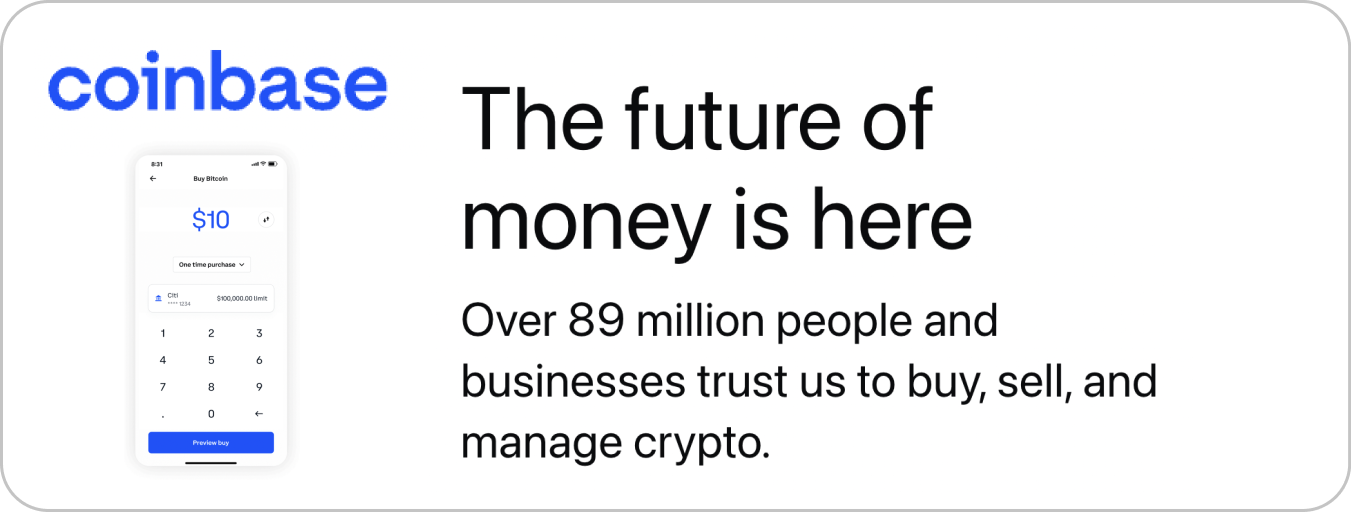 coinbase
The future of
money is here
Over 89 million people and
businesses trust us to buy, sell, and
manage crypto.
8:31
Buy Bitcoin
$10
One time purchase
Citi
**** 1234
$100,000.00 limit
1 2 3
4 5 6
7 8 9
. 0 ←
Preview buy